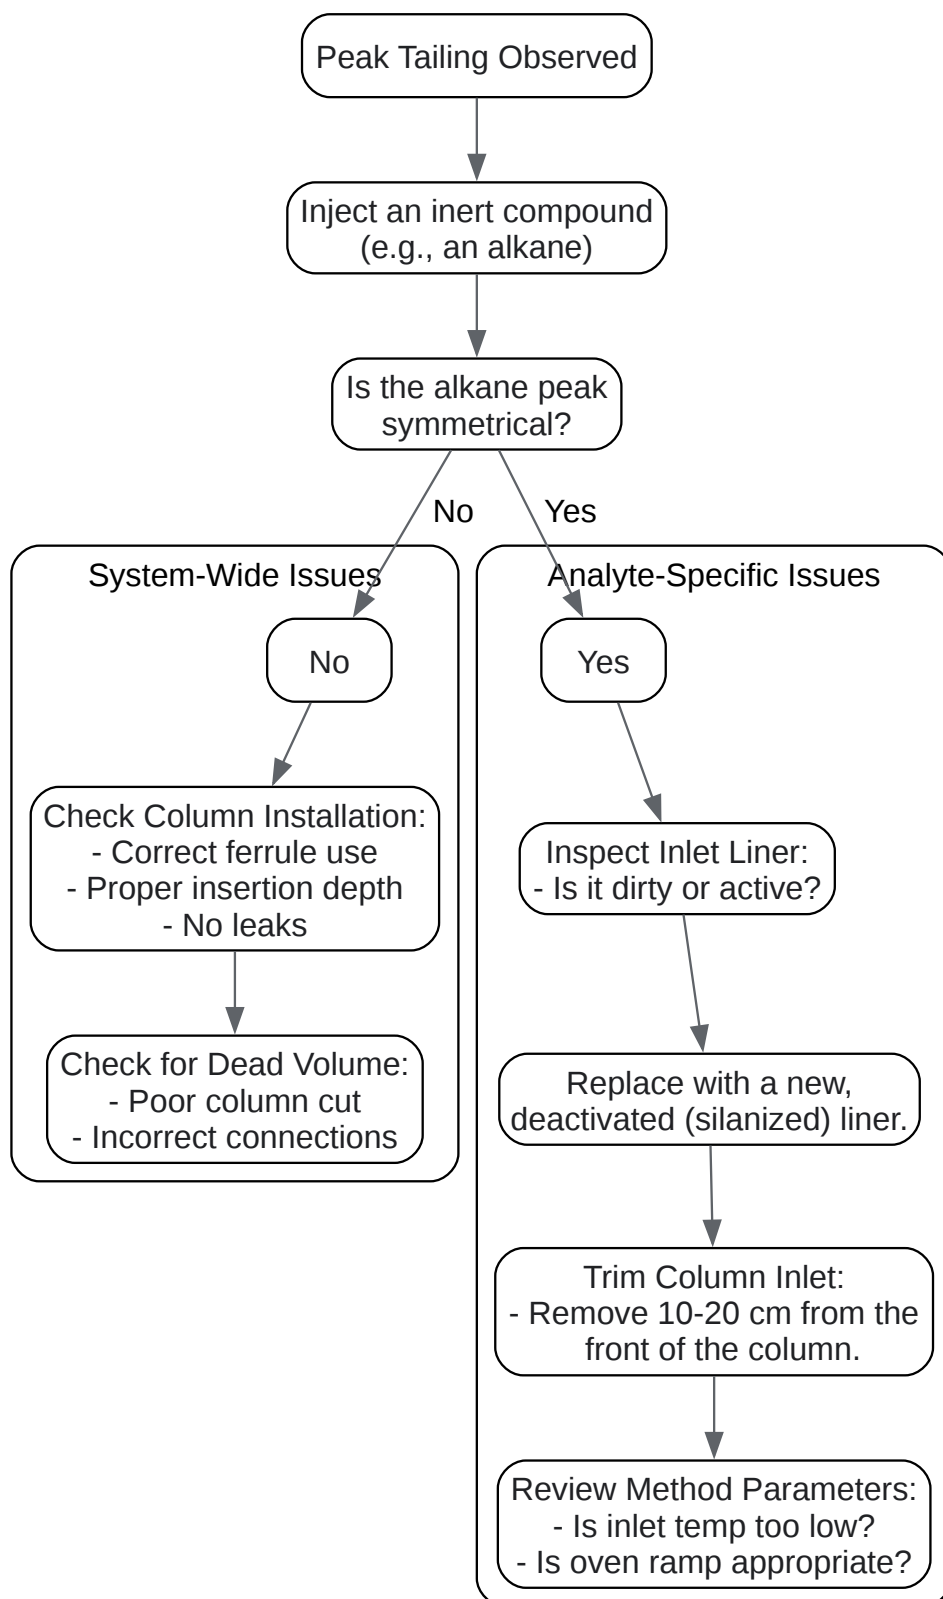 Peak Tailing Observed
Inject an inert compound
(e.g., an alkane)
Is the alkane peak
symmetrical?
No
Yes
System-Wide Issues
No
Check Column Installation:
- Correct ferrule use
- Proper insertion depth
- No leaks
Check for Dead Volume:
- Poor column cut
- Incorrect connections
Analyte-Specific Issues
Yes
Inspect Inlet Liner:
- Is it dirty or active?
Replace with a new,
deactivated (silanized) liner.
Trim Column Inlet:
- Remove 10-20 cm from the
front of the column.
Review Method Parameters:
- Is inlet temp too low?
- Is oven ramp appropriate?